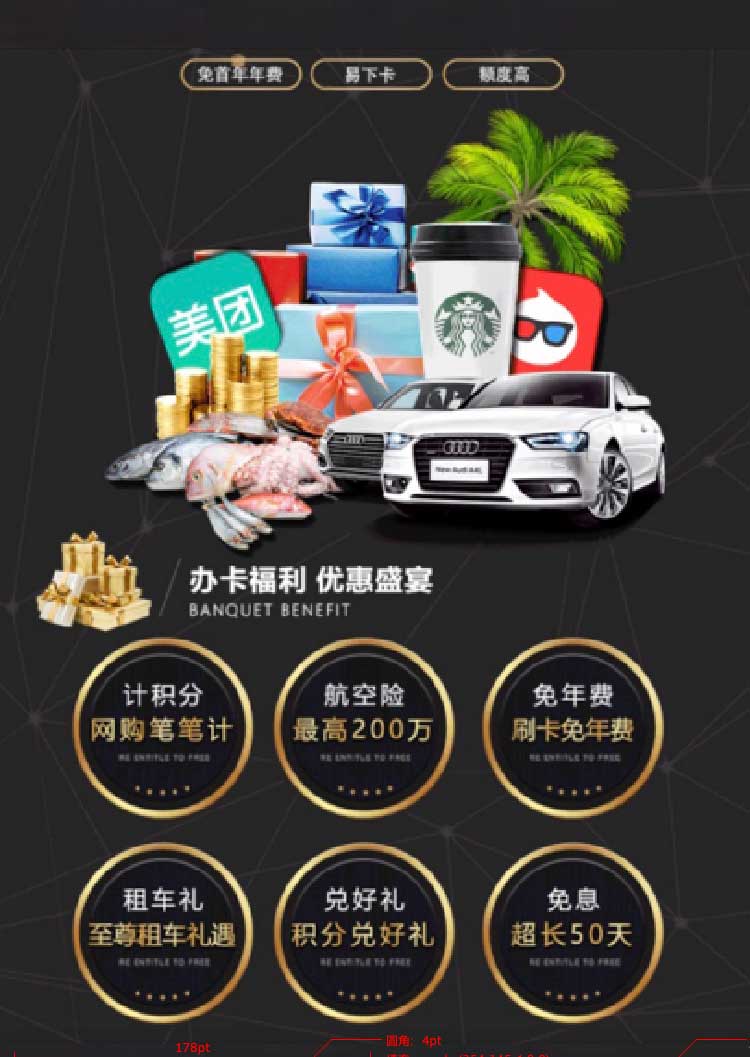 免首年年费
易下卡
额度高
美团
New Audi A4L
办卡福利 优惠盛宴
BANQUET BENEFIT
计积分
网购笔笔计
RE ENTITLE TO FREE
航空险
最高200万
RE ENTITLE TO FREE
免年费
刷卡免年费
RE ENTITLE TO FREE
租车礼
至尊租车礼遇
RE ENTITLE TO FREE
兑好礼
积分兑好礼
RE ENTITLE TO FREE
免息
超长50天
RE ENTITLE TO FREE
178pt
圆角: 4pt